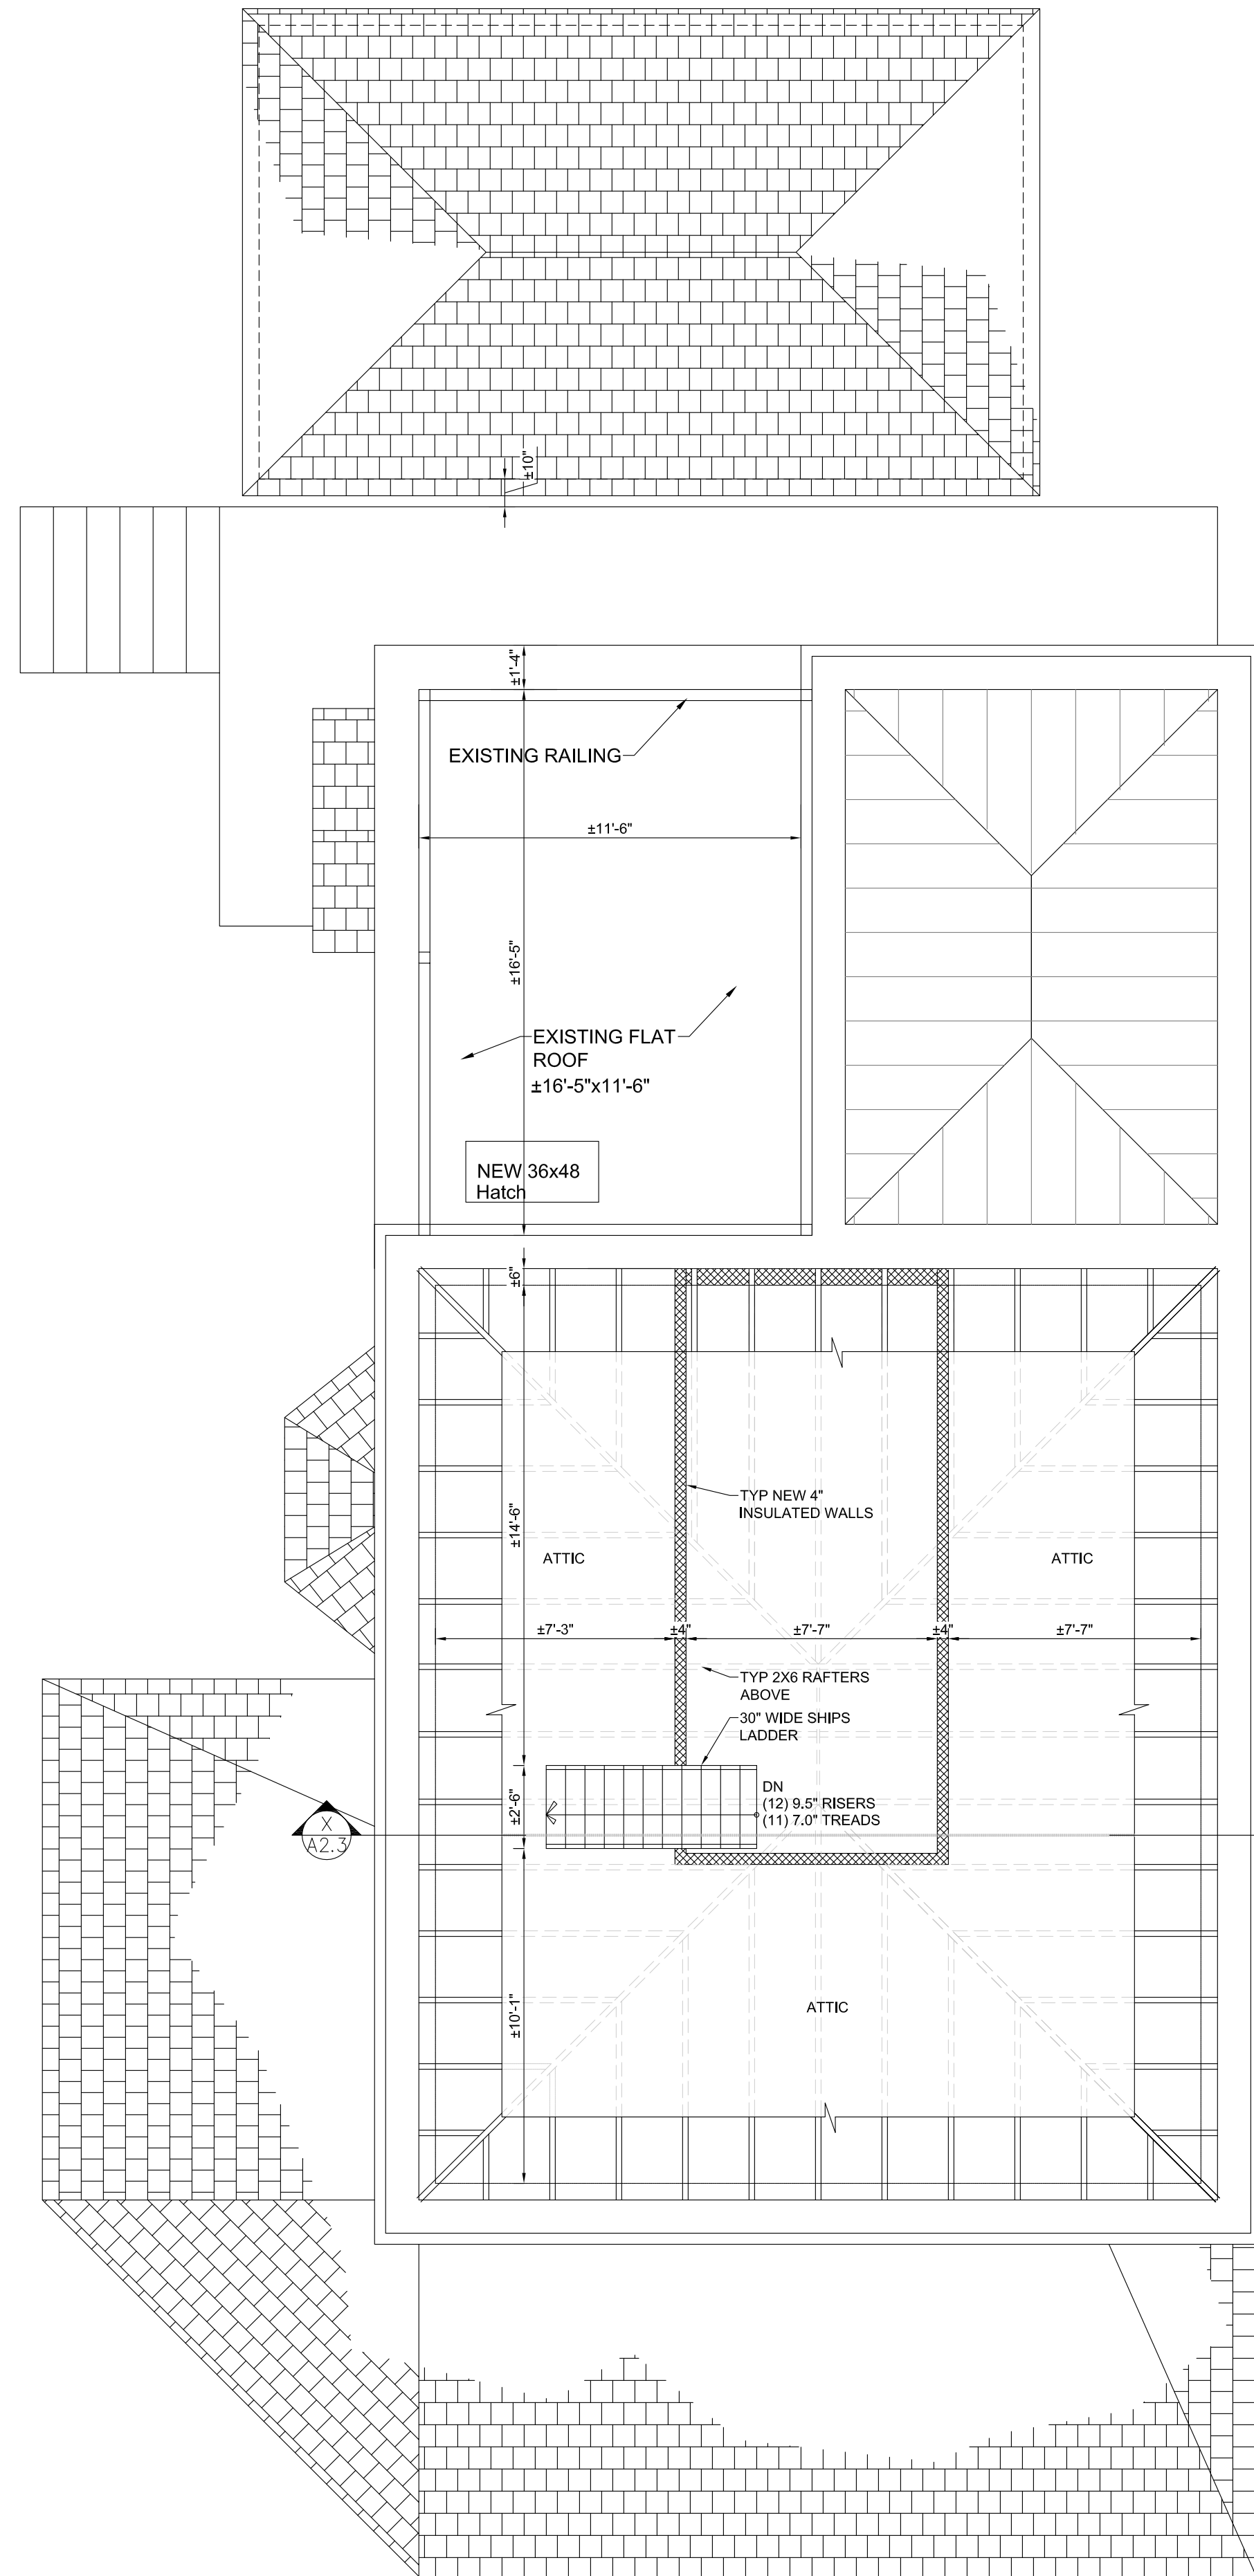 ±10"
±1'-4"
EXISTING RAILING
±11'-6"
±16'-5"
EXISTING FLAT
ROOF
±16'-5"x11'-6"
NEW 36x48
Hatch
±6"
TYP NEW 4"
INSULATED WALLS
±14'-6"
ATTIC
ATTIC
±7'-3"
±4"
±7'-7"
±4"
±7'-7"
TYP 2X6 RAFTERS
ABOVE
30" WIDE SHIPS
LADDER
±2'-6"
DN
(12) 9.5" RISERS
(11) 7.0" TREADS
X
A2.3
±10'-1"
ATTIC